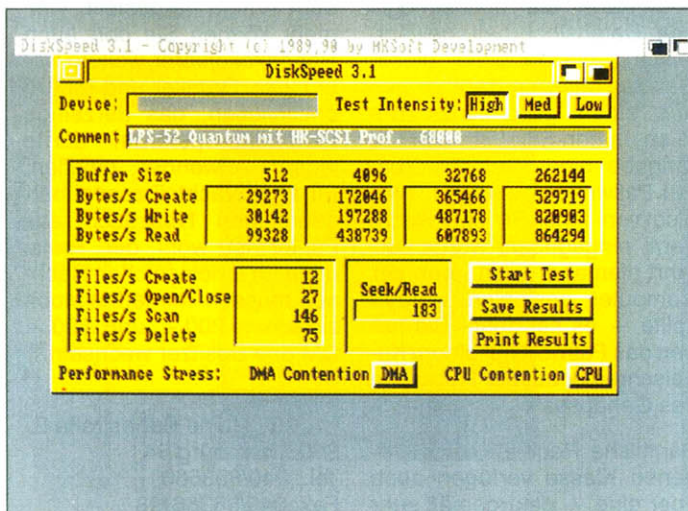 DiskSpeed 3.1 - Copyright (c) 1989,90 by MKSoft Development
DiskSpeed 3.1
Device: Test Intensity: High Med Low
Comment LPS-52 Quantum mit HK-SCSI Prof. 68000
Buffer Size 512 4096 32768 262144
Bytes/s Create 29273 172046 365466 529719
Bytes/s Write 30142 197288 487178 820903
Bytes/s Read 99328 438739 607893 864294
Files/s Create 12
Files/s Open/Close 27
Files/s Scan 146
Files/s Delete 75
Seek/Read
183
Start Test
Save Results
Print Results
Performance Stress: DMA Contention DMA CPU Contention CPU